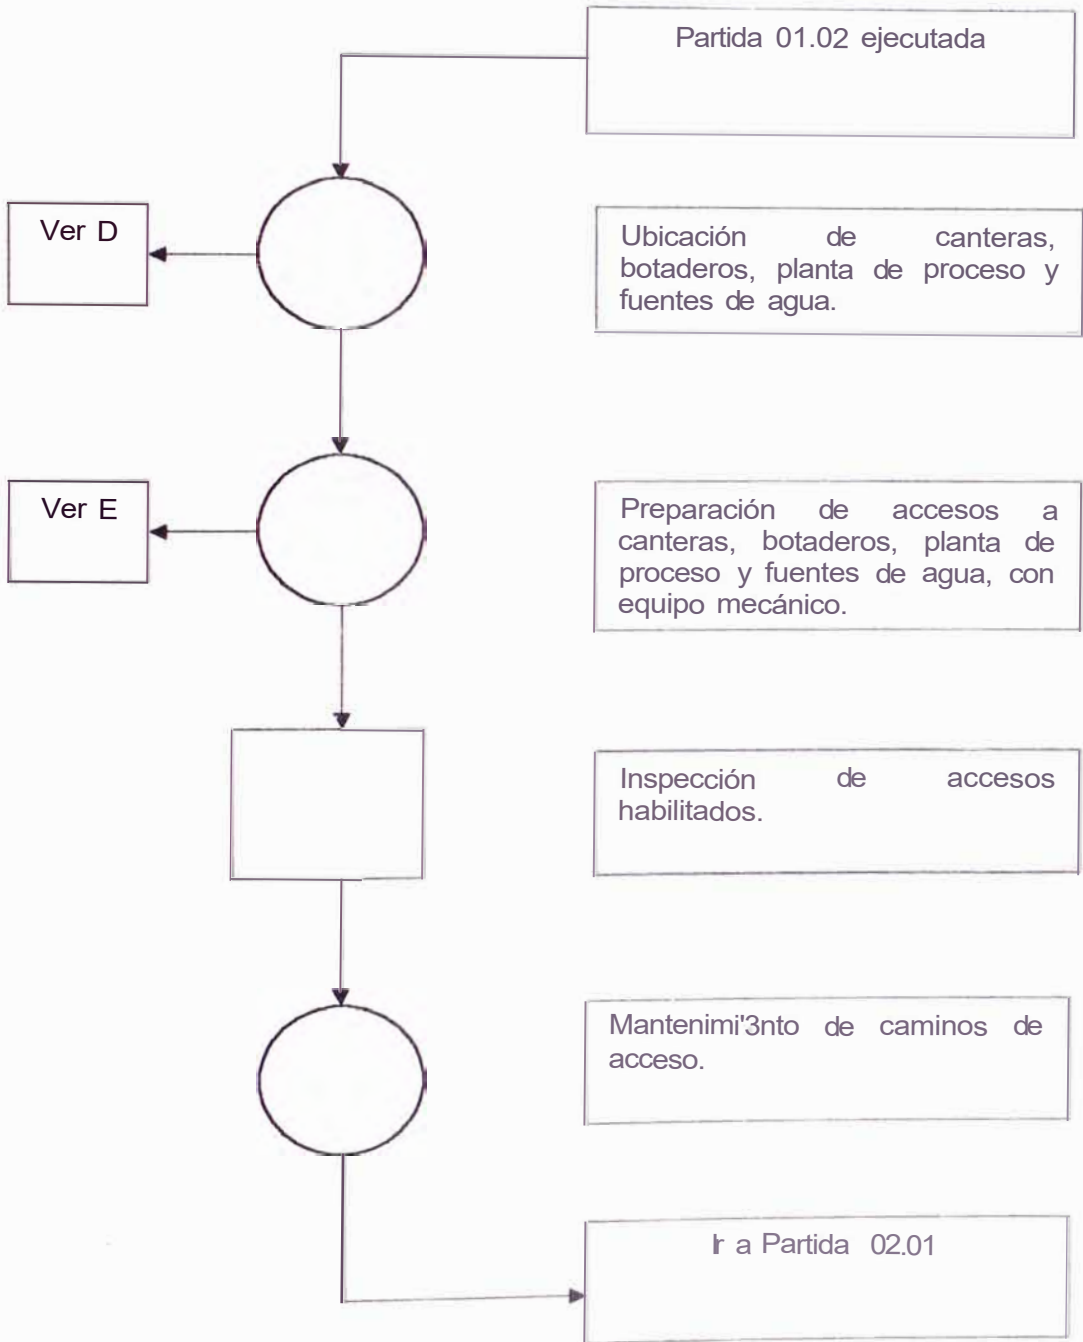 Partida 01.02 ejecutada
Ver D
Ubicación de canteras,
botaderos, planta de proceso y
fuentes de agua.
Ver E
Preparación de accesos a
canteras, botaderos, planta de
proceso y fuentes de agua, con
equipo mecánico.
Inspección de accesos
habilitados.
Mantenimi'3nto de caminos de
acceso.
Ir a Partida 02.01